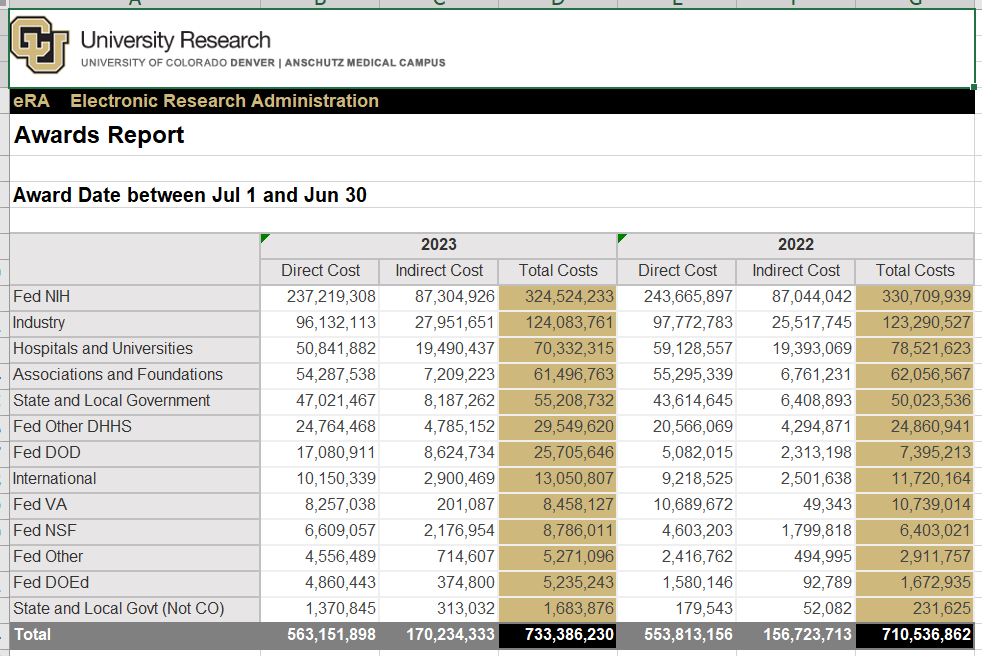 University Research
UNIVERSITY OF COLORADO DENVER | ANSCHUTZ MEDICAL CAMPUS
eRA Electronic Research Administration
Awards Report
Award Date between Jul 1 and Jun 30
2023 2022
Direct Cost Indirect Cost Total Costs Direct Cost Indirect Cost Total Costs
Fed NIH 237,219,308 87,304,926 324,524,233 243,665,897 87,044,042 330,709,939
Industry 96,132,113 27,951,651 124,083,761 97,772,783 25,517,745 123,290,527
Hospitals and Universities 50,841,882 19,490,437 70,332,315 59,128,557 19,393,069 78,521,623
Associations and Foundations 54,287,538 7,209,223 61,496,763 55,295,339 6,761,231 62,056,567
State and Local Government 47,021,467 8,187,262 55,208,732 43,614,645 6,408,893 50,023,536
Fed Other DHHS 24,764,468 4,785,152 29,549,620 20,566,069 4,294,871 24,860,941
Fed DOD 17,080,911 8,624,734 25,705,646 5,082,015 2,313,198 7,395,213
International 10,150,339 2,900,469 13,050,807 9,218,525 2,501,638 11,720,164
Fed VA 8,257,038 201,087 8,458,127 10,689,672 49,343 10,739,014
Fed NSF 6,609,057 2,176,954 8,786,011 4,603,203 1,799,818 6,403,021
Fed Other 4,556,489 714,607 5,271,096 2,416,762 494,995 2,911,757
Fed DOEd 4,860,443 374,800 5,235,243 1,580,146 92,789 1,672,935
State and Local Govt (Not CO) 1,370,845 313,032 1,683,876 179,543 52,082 231,625
Total 563,151,898 170,234,333 733,386,230 553,813,156 156,723,713 710,536,862